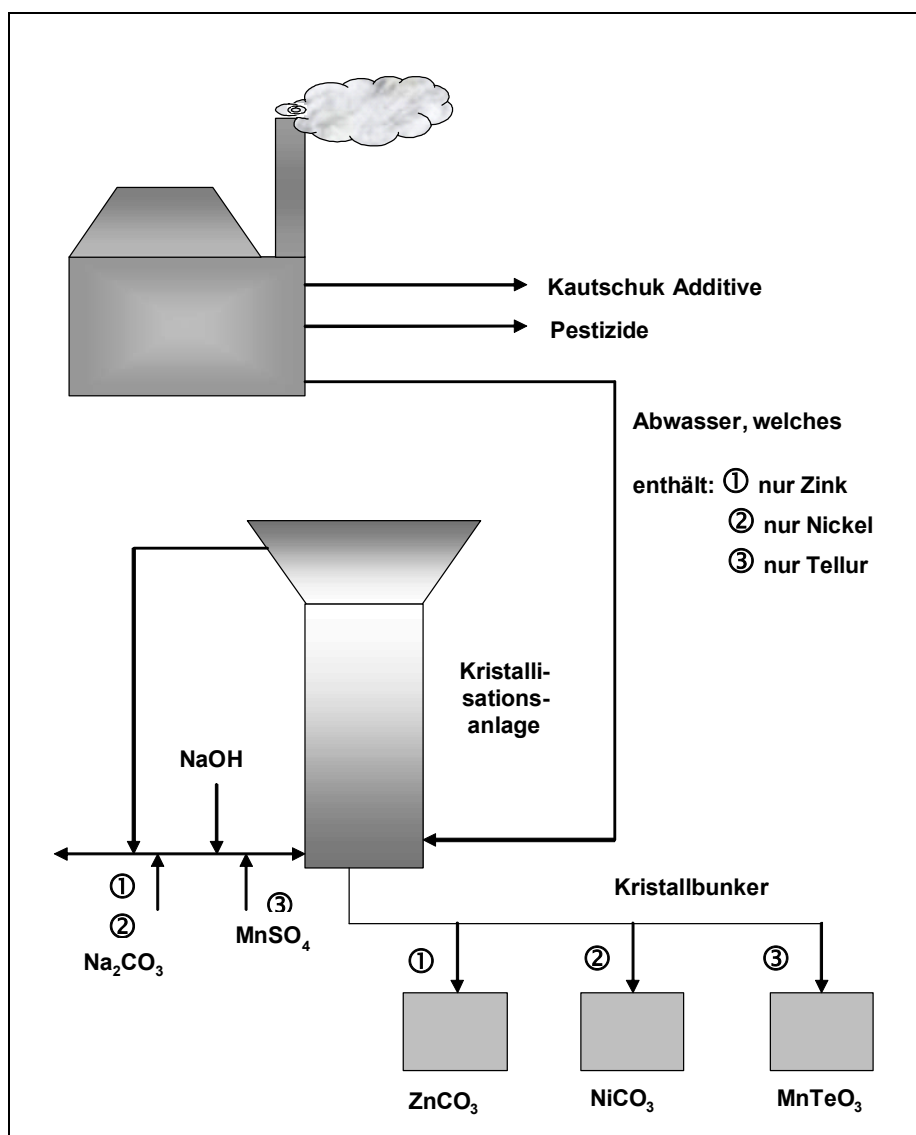 Kautschuk Additive
Pestizide
Abwasser, welches
enthält: ① nur Zink
② nur Nickel
③ nur Tellur
Kristalli-
sations-
anlage
NaOH
①
②
Na₂CO₃
③
MnSO₄
Kristallbunker
①
②
③
ZnCO₃
NiCO₃
MnTeO₃